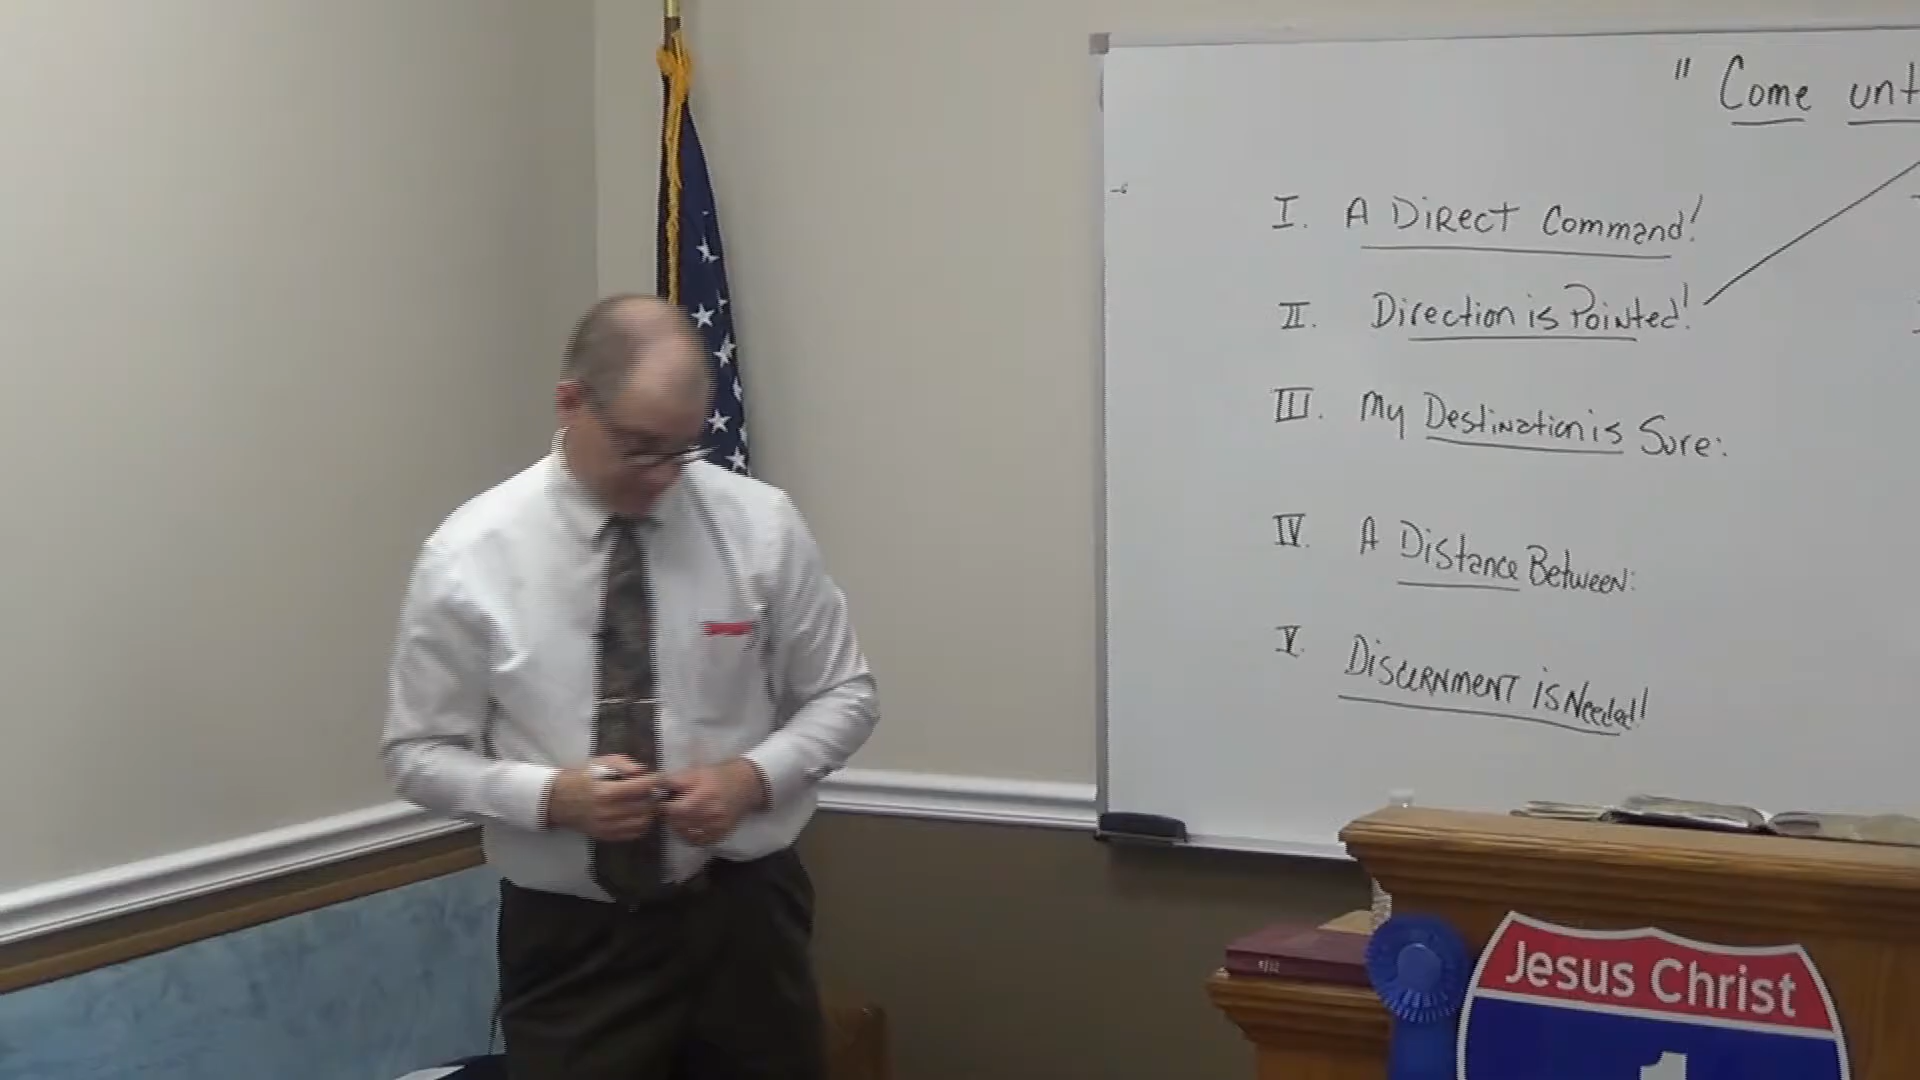 " Come unt
I. A Direct Command!
II. Direction is Pointed!
III. My Destination is Sure:
IV. A Distance Between:
V. Discernment is Needed!
Jesus Christ
1